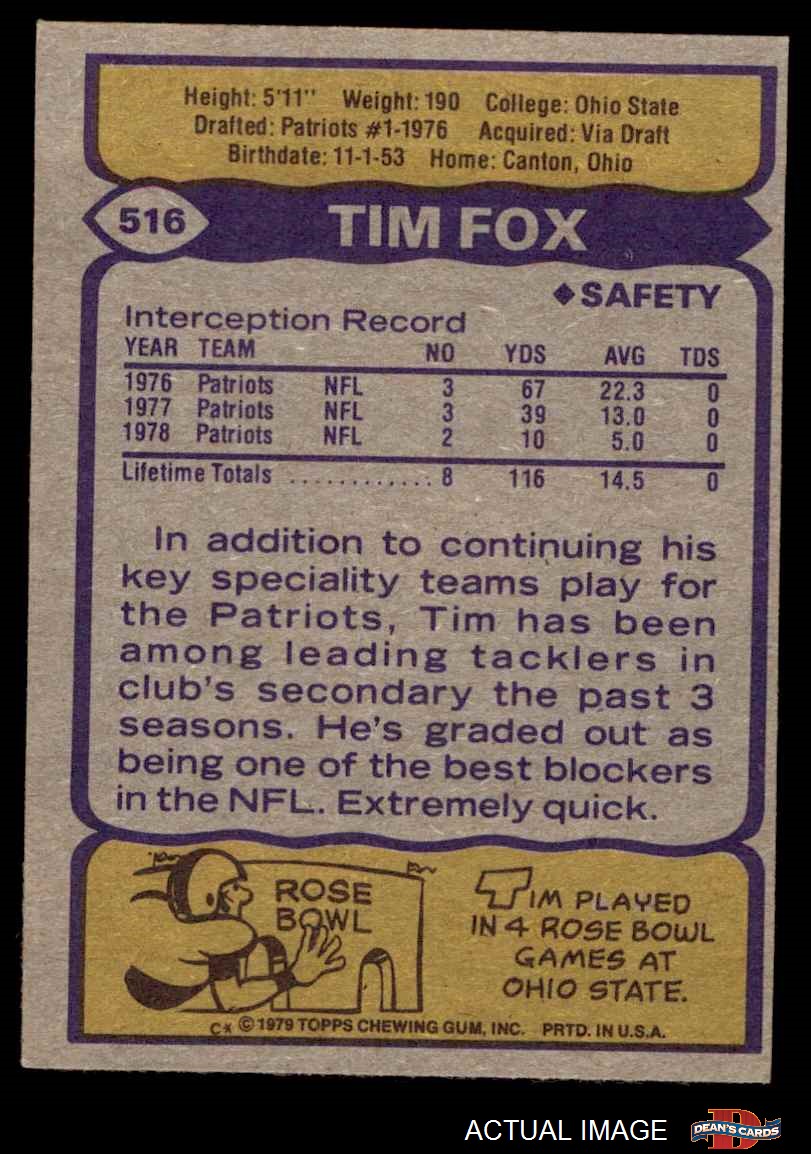 Height: 5'11" Weight: 190 College: Ohio State
Drafted: Patriots #1-1976 Acquired: Via Draft
Birthdate: 11-1-53 Home: Canton, Ohio
516 TIM FOX
◆SAFETY
Interception Record
YEAR TEAM NO YDS AVG TDS
1976 Patriots NFL 3 67 22.3 0
1977 Patriots NFL 3 39 13.0 0
1978 Patriots NFL 2 10 5.0 0
Lifetime Totals ............. 8 116 14.5 0
In addition to continuing his
key speciality teams play for
the Patriots, Tim has been
among leading tacklers in
club's secondary the past 3
seasons. He's graded out as
being one of the best blockers
in the NFL. Extremely quick.
ROSE
BOWL
TIM PLAYED
IN 4 ROSE BOWL
GAMES AT
OHIO STATE.
C* © 1979 TOPPS CHEWING GUM, INC. PRTD. IN U.S.A.
ACTUAL IMAGE
D
DEAN'S CARDS